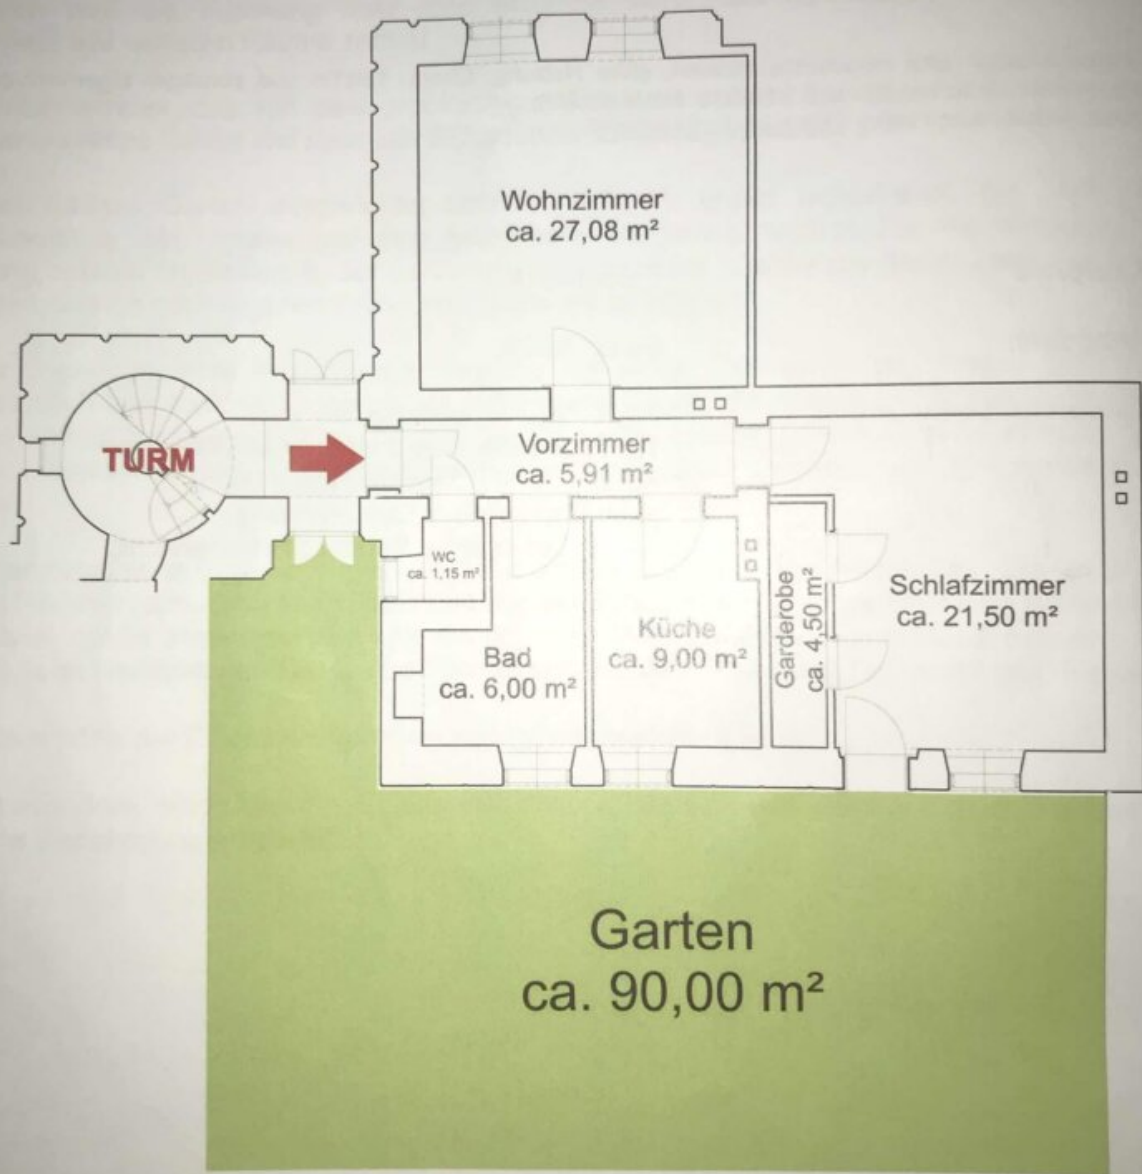 Wohnzimmer
ca. 27,08 m²
TURM
Vorzimmer
ca. 5,91 m²
WC
ca. 1,15 m²
Bad
ca. 6,00 m²
Küche
ca. 9,00 m²
Garderobe
ca. 4,50 m²
Schlafzimmer
ca. 21,50 m²
Garten
ca. 90,00 m²